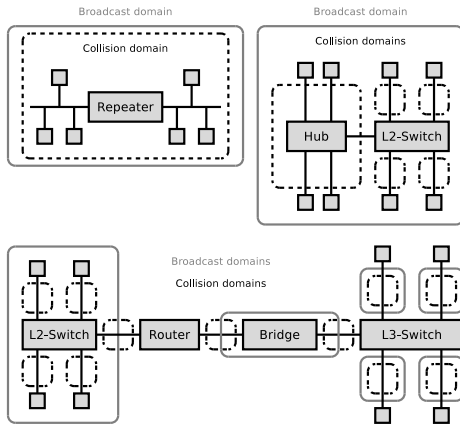 Broadcast domain
Collision domain
Repeater
Broadcast domain
Collision domains
Hub
L2-Switch
Broadcast domains
Collision domains
L2-Switch
Router
Bridge
L3-Switch